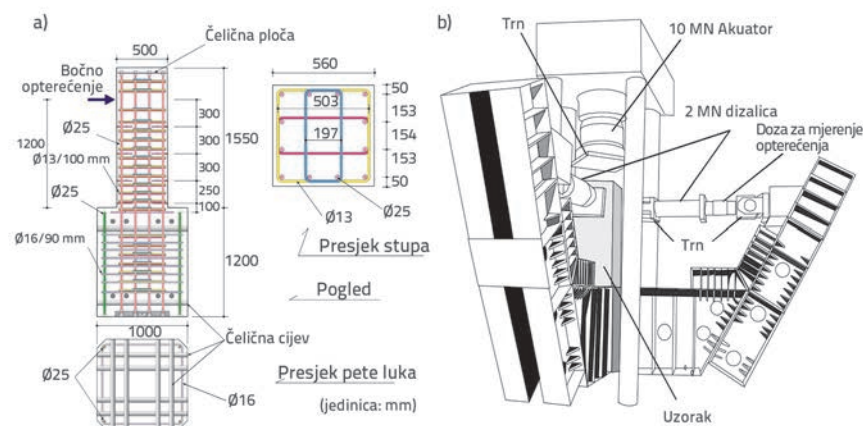 a)
500
Čelična ploča
Bočno
opterećenje
Ø25
1200
Ø13/100 mm
Ø25
Ø16/90 mm
300
300
300
250
100
1550
1200
1000
Čelična cijev
Ø25
Ø16
560
503
197
50
153
154
153
50
Ø13
Ø25
Presjek stupa
Pogled
Presjek pete luka
(jedinica: mm)
b)
Trn
10 MN Akuator
2 MN dizalica
Doza za mjerenje
opterećenja
Trn
Uzorak